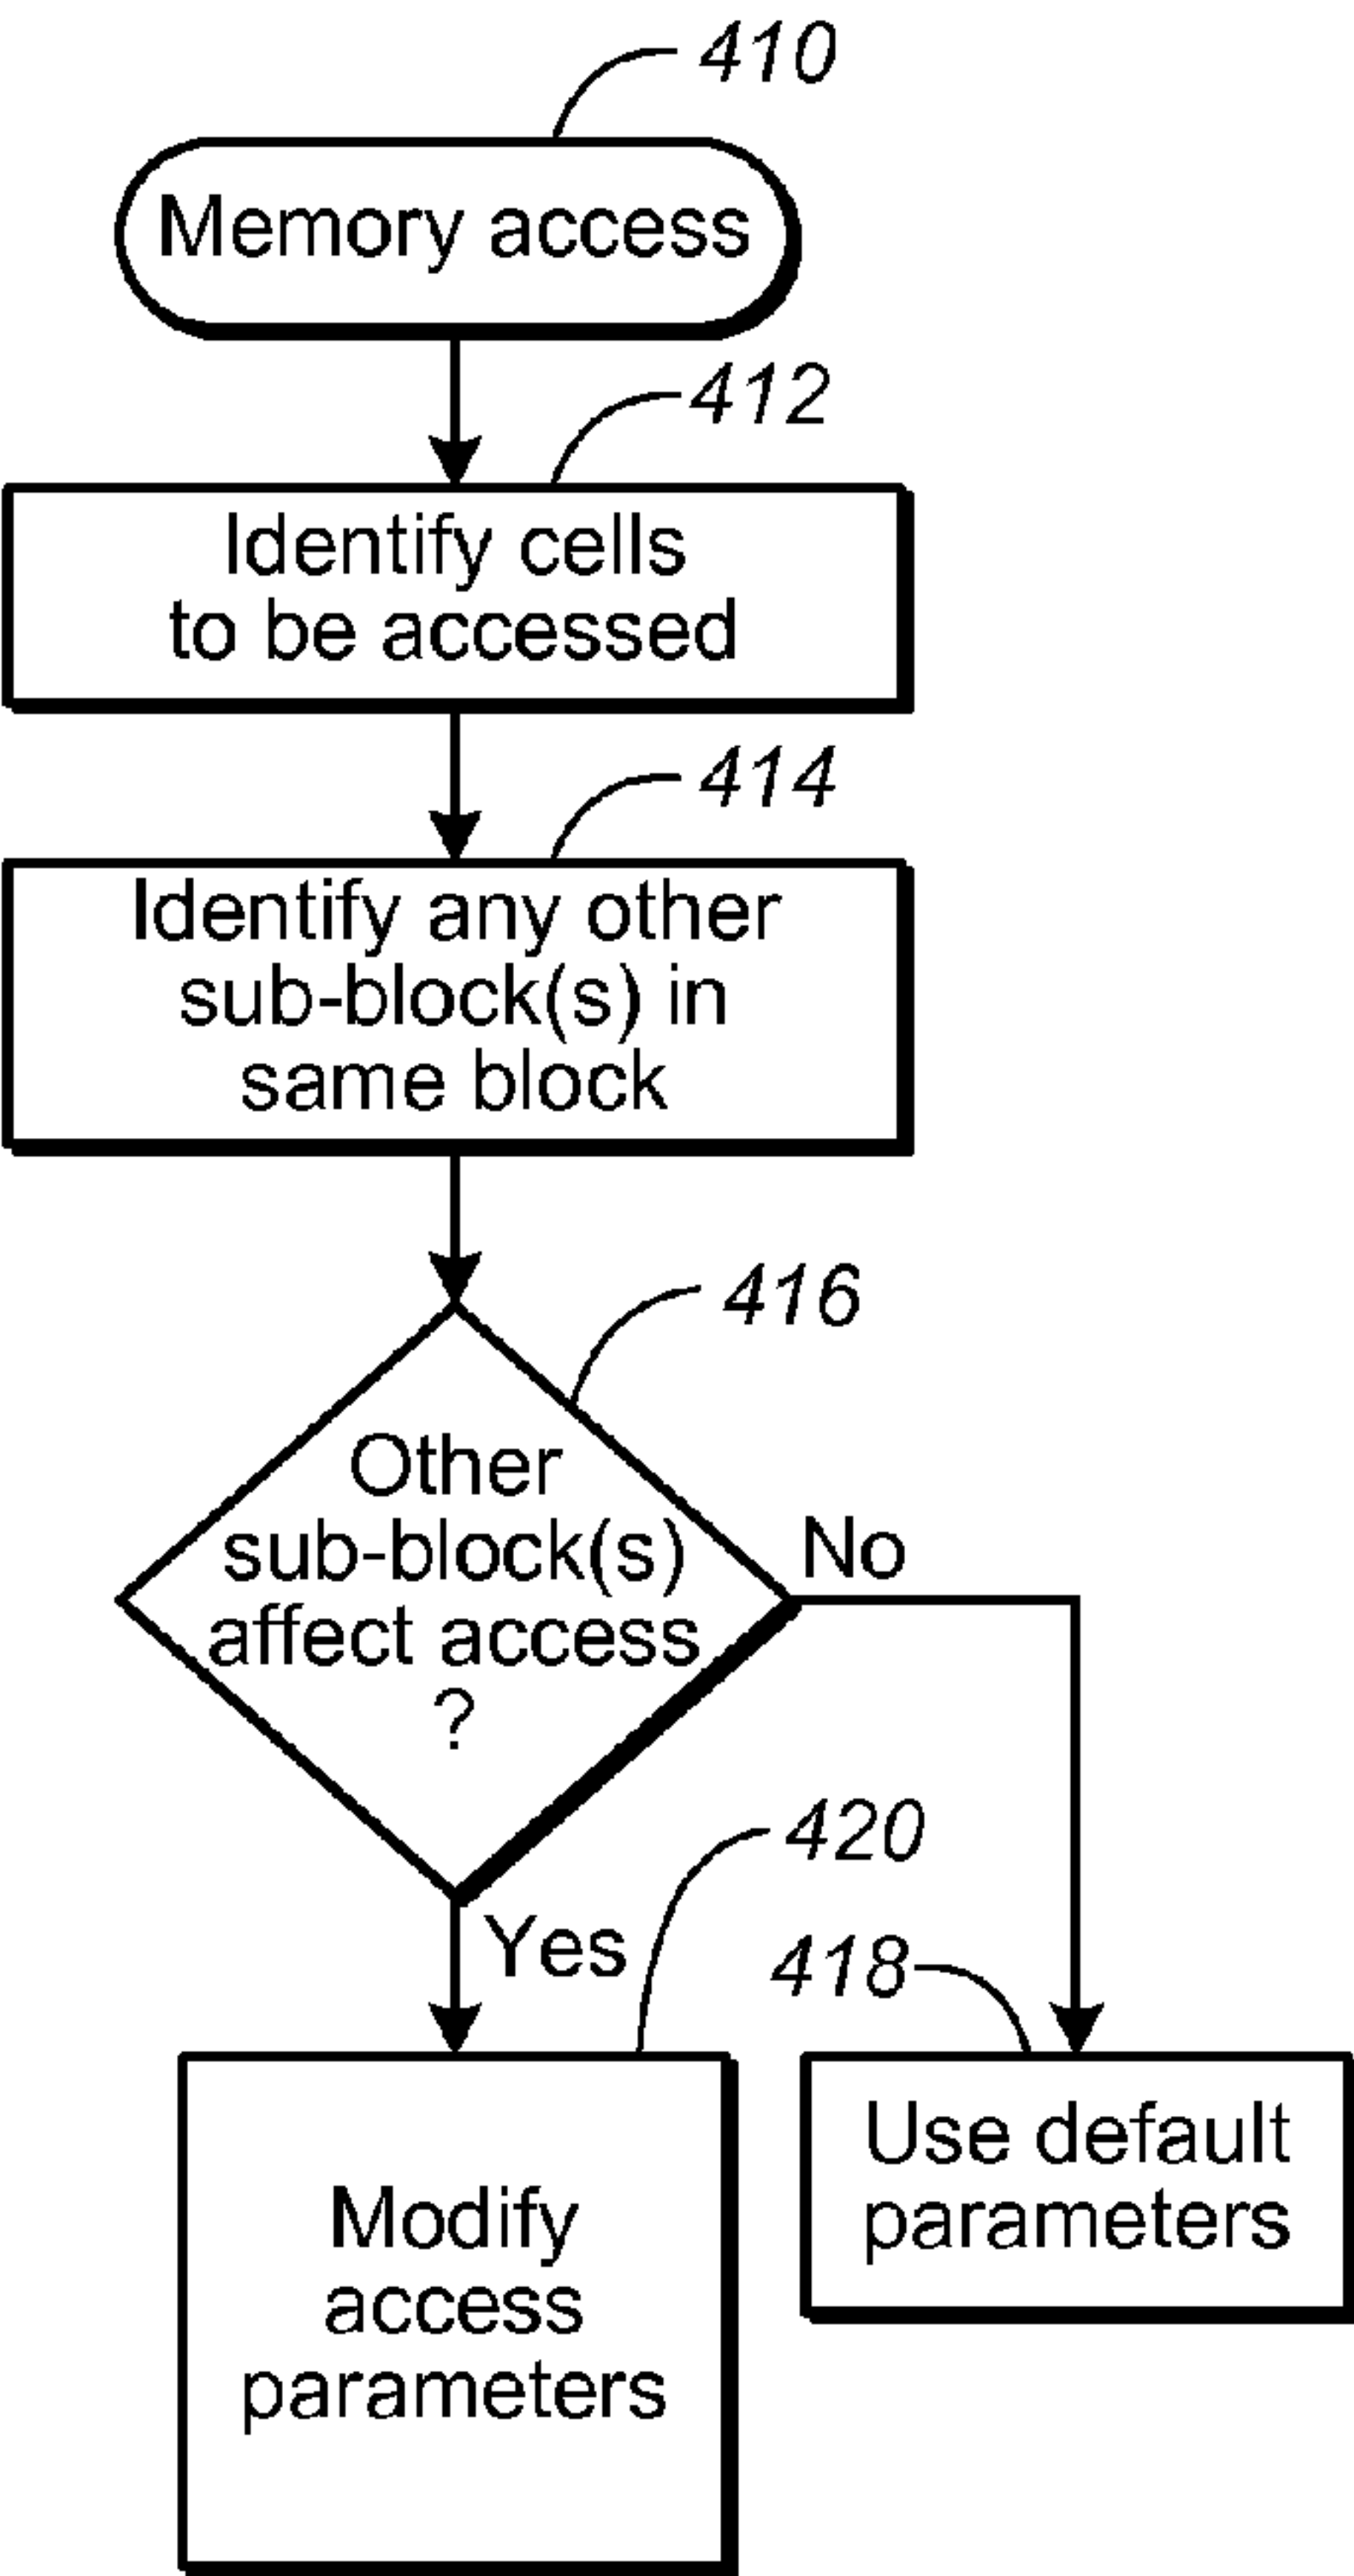 410
Memory access
412
Identify cells
to be accessed
414
Identify any other
sub-block(s) in
same block
416
Other
sub-block(s)
affect access
?
No
Yes
420
418
Modify
access
parameters
Use default
parameters